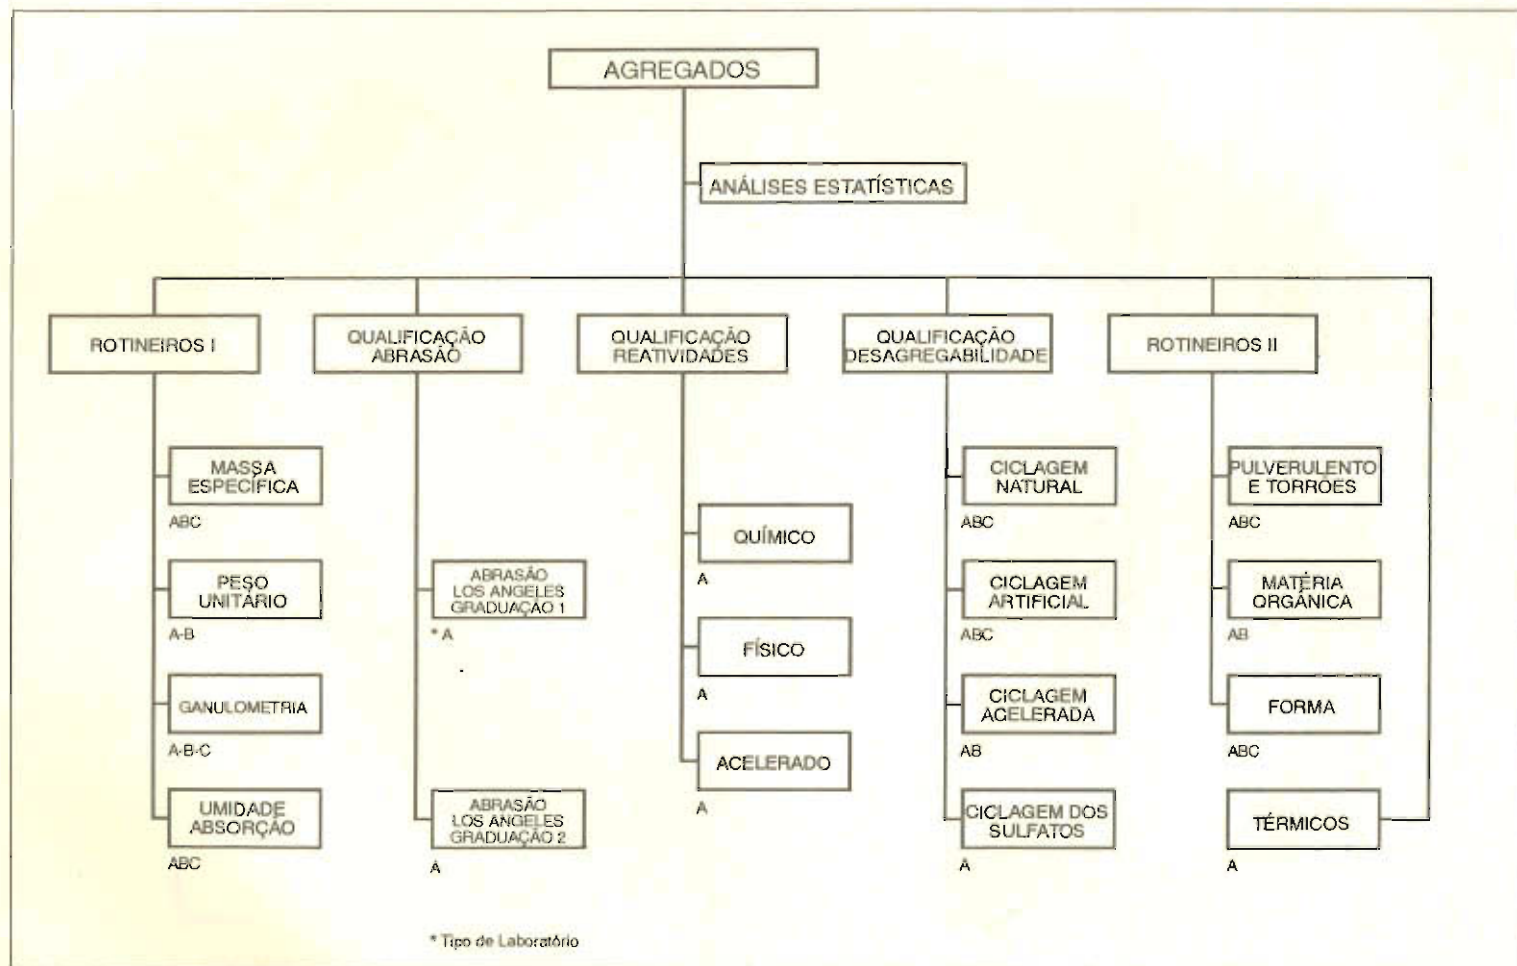 AGREGADOS
ANÁLISES ESTATÍSTICAS
ROTINEIROS I
QUALIFICAÇÃO
ABRASÃO
QUALIFICAÇÃO
REATIVIDADES
QUALIFICAÇÃO
DESAGREGABILIDADE
ROTINEIROS II
MASSA
ESPECÍFICA
ABC
PESO
UNITÁRIO
A-B
GANULOMETRIA
A-B-C
UMIDADE
ABSORÇÃO
ABC
ABRASÃO
LOS ANGELES
GRADUAÇÃO 1
* A
ABRASÃO
LOS ANGELES
GRADUAÇÃO 2
A
QUÍMICO
A
FÍSICO
A
ACELERADO
A
CICLAGEM
NATURAL
ABC
CICLAGEM
ARTIFICIAL
ABC
CICLAGEM
ACELERADA
AB
CICLAGEM DOS
SULFATOS
A
PULVERULENTO
E TORRÕES
ABC
MATÉRIA
ORGÂNICA
AB
FORMA
ABC
TÉRMICOS
A
* Tipo de Laboratório